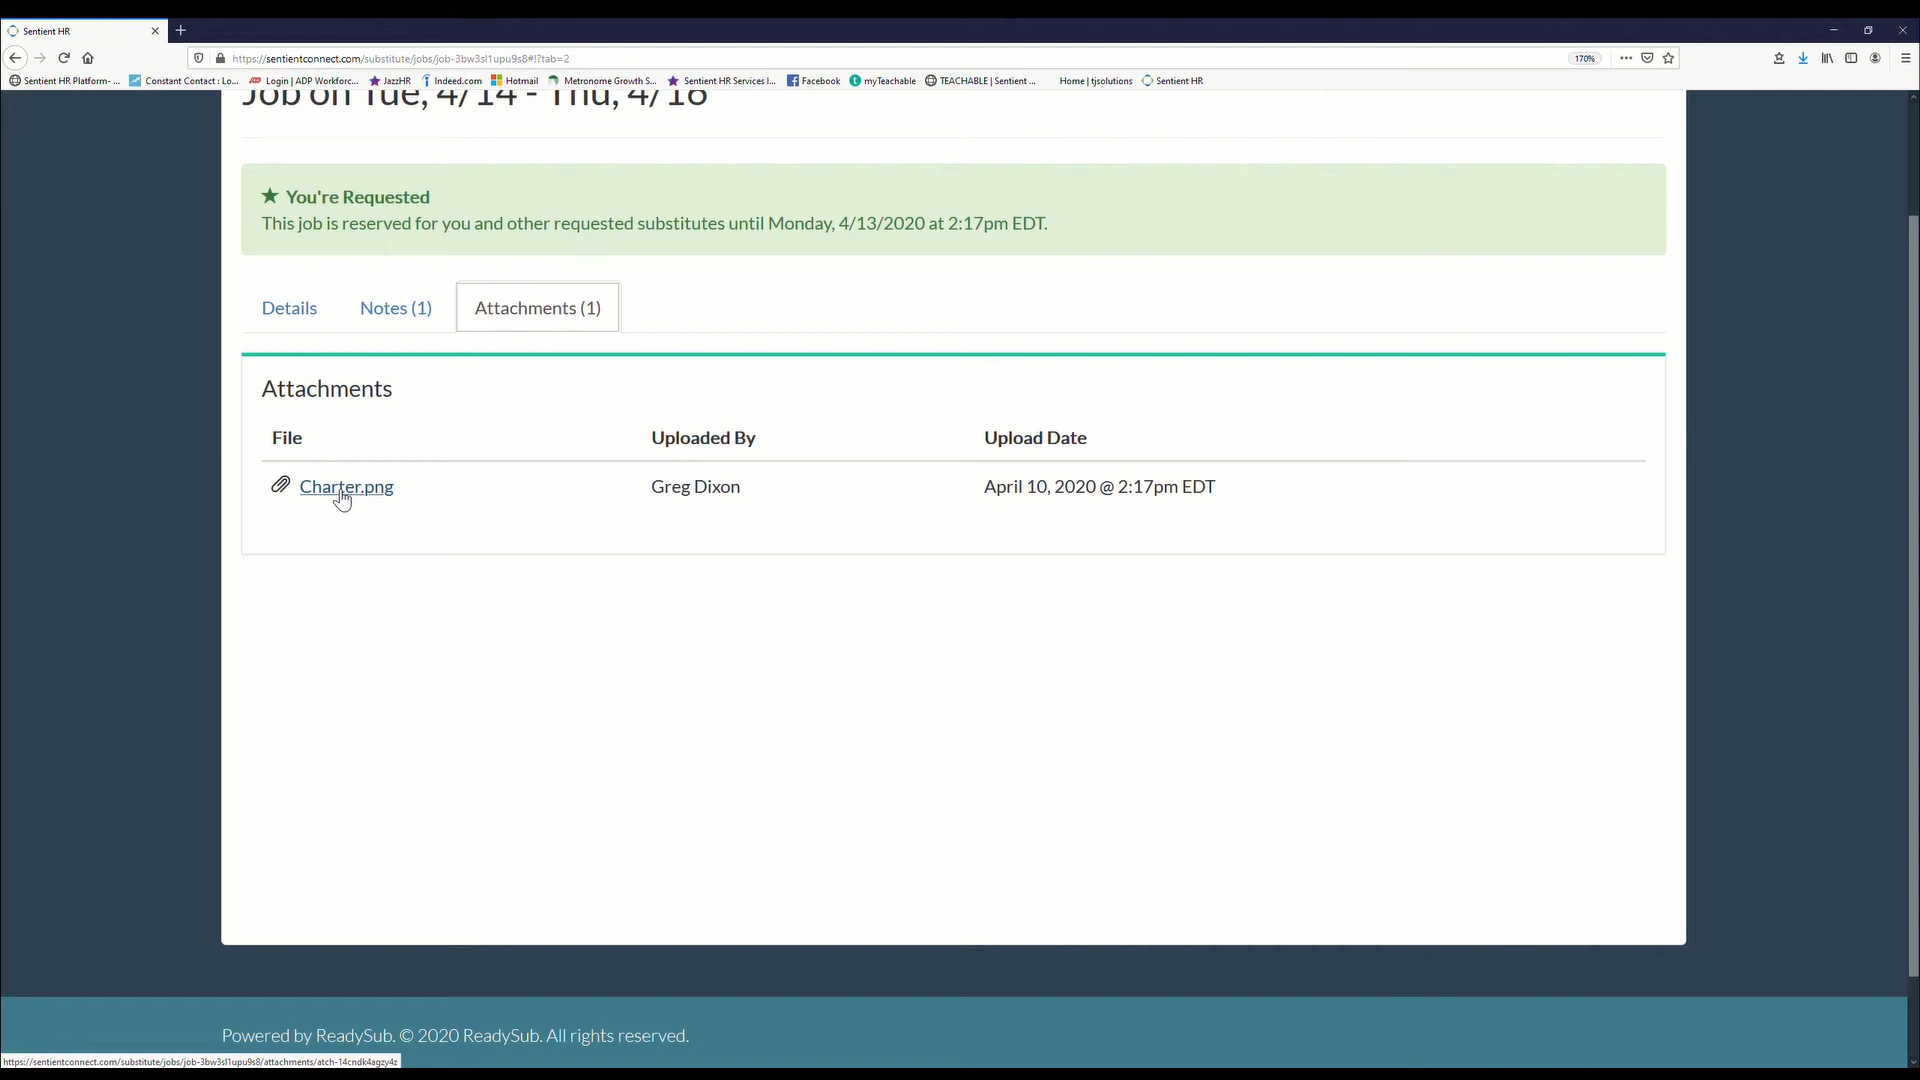 Sentient HR
https://sentientconnect.com/substitute/jobs/job-3bw3sl1upu9s8#!?tab=2
170%
Sentient HR Platform- ...
Constant Contact : Lo...
Login | ADP Workforc...
JazzHR
Indeed.com
Hotmail
Metronome Growth S...
Sentient HR Services I...
Facebook
myTeachable
TEACHABLE | Sentient ...
Home | tjsolutions
Sentient HR
Job on Tue, 4/14 - Thu, 4/16
You're Requested
This job is reserved for you and other requested substitutes until Monday, 4/13/2020 at 2:17pm EDT.
Details
Notes (1)
Attachments (1)
Attachments
File Uploaded By Upload Date
Charter.png Greg Dixon April 10, 2020 @ 2:17pm EDT
Powered by ReadySub. © 2020 ReadySub. All rights reserved.
https://sentientconnect.com/substitute/jobs/job-3bw3sl1upu9s8/attachments/atch-14cndk4agzy4z